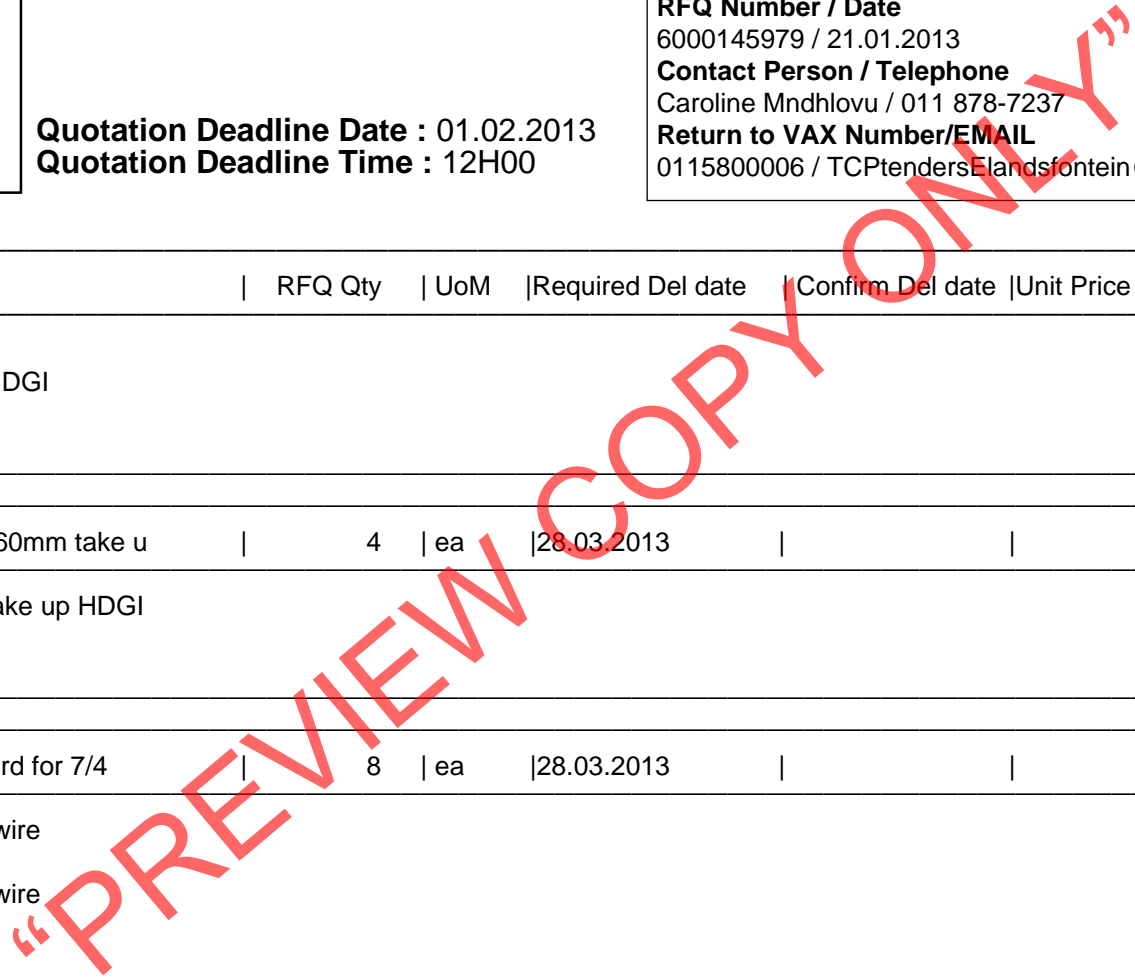 RFQ Number / Date
6000145979 / 21.01.2013
Contact Person / Telephone
Caroline Mndhlovu / 011 878-7237
Return to VAX Number/EMAIL
0115800006 / TCPtendersElandsfontein
Quotation Deadline Date : 01.02.2013
Quotation Deadline Time : 12H00
| RFQ Qty | UoM |Required Del date | Confirm Del date |Unit Price
DGI
60mm take u | 4 | ea |28.03.2013 | |
ake up HDGI
rd for 7/4 | 8 | ea |28.03.2013 | |
wire
wire
“PREVIEW COPY ONLY”